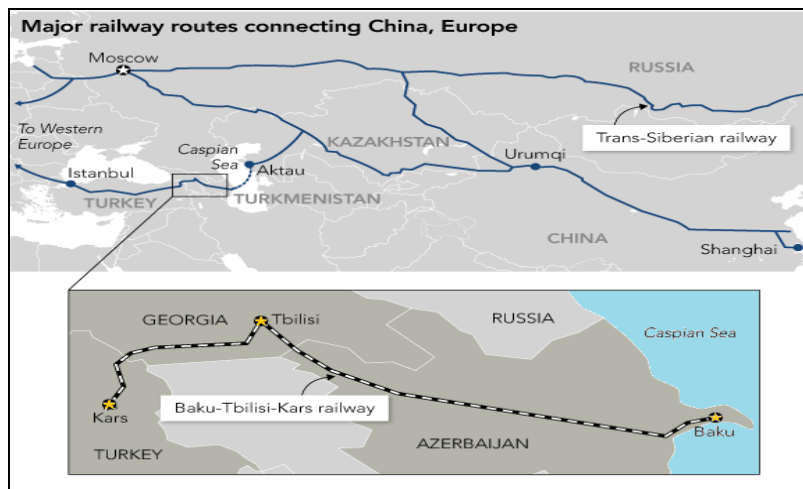 Major railway routes connecting China, Europe
Moscow
RUSSIA
To Western
Europe
Caspian
Sea
KAZAKHSTAN
Trans-Siberian railway
Urumqi
Istanbul
Aktau
TURKEY
TURKMENISTAN
CHINA
Shanghai
GEORGIA
Tbilisi
RUSSIA
Caspian Sea
Kars
Baku-Tbilisi-Kars railway
Baku
TURKEY
AZERBAIJAN